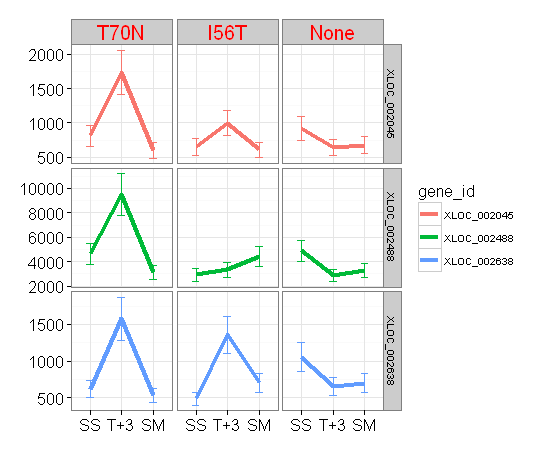 T70N I56T None
2000
1500
1000
500
XLOC_002045
10000
8000
6000
4000
2000
XLOC_002488
1500
1000
500
XLOC_002638
SS T+3 SM SS T+3 SM SS T+3 SM
gene_id
XLOC_002045
XLOC_002488
XLOC_002638